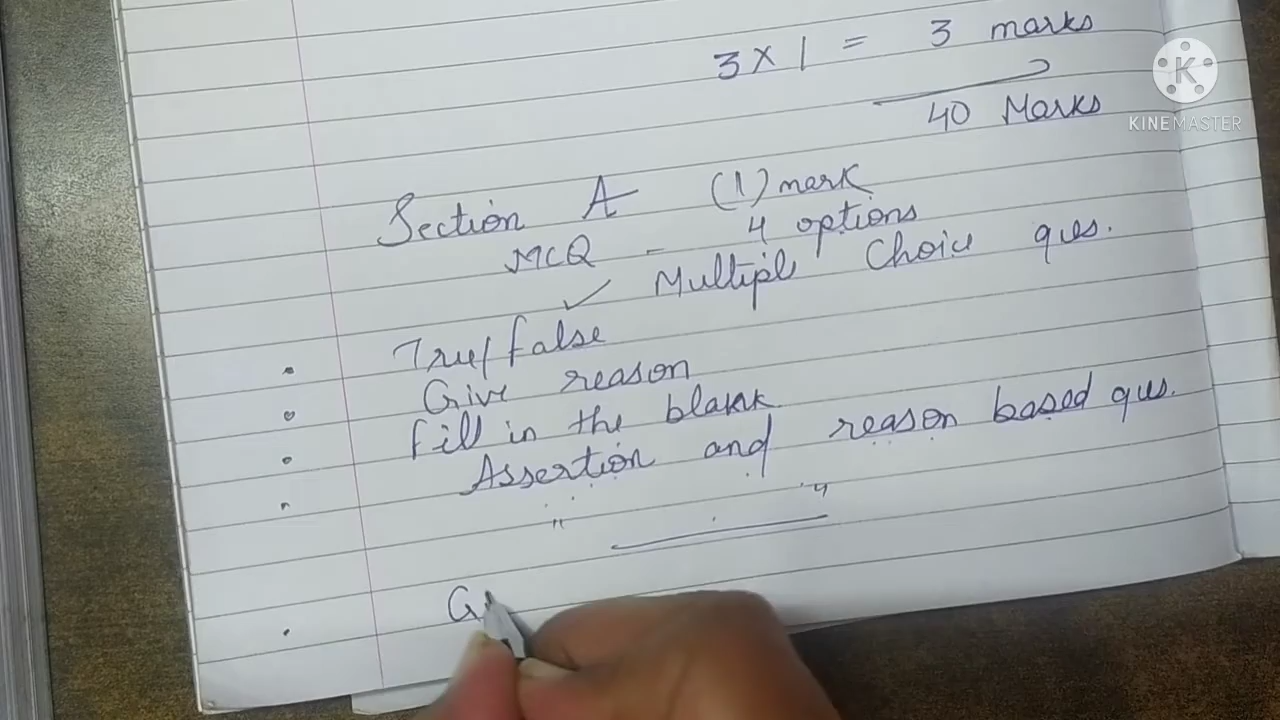 3 × 1 = 3 marks
40 Marks
K
KINEMASTER
Section A (1) mark
MCQ - 4 options
Multiple Choice ques.
True/False
Give reason
Fill in the blank
Assertion and reason based ques.
G